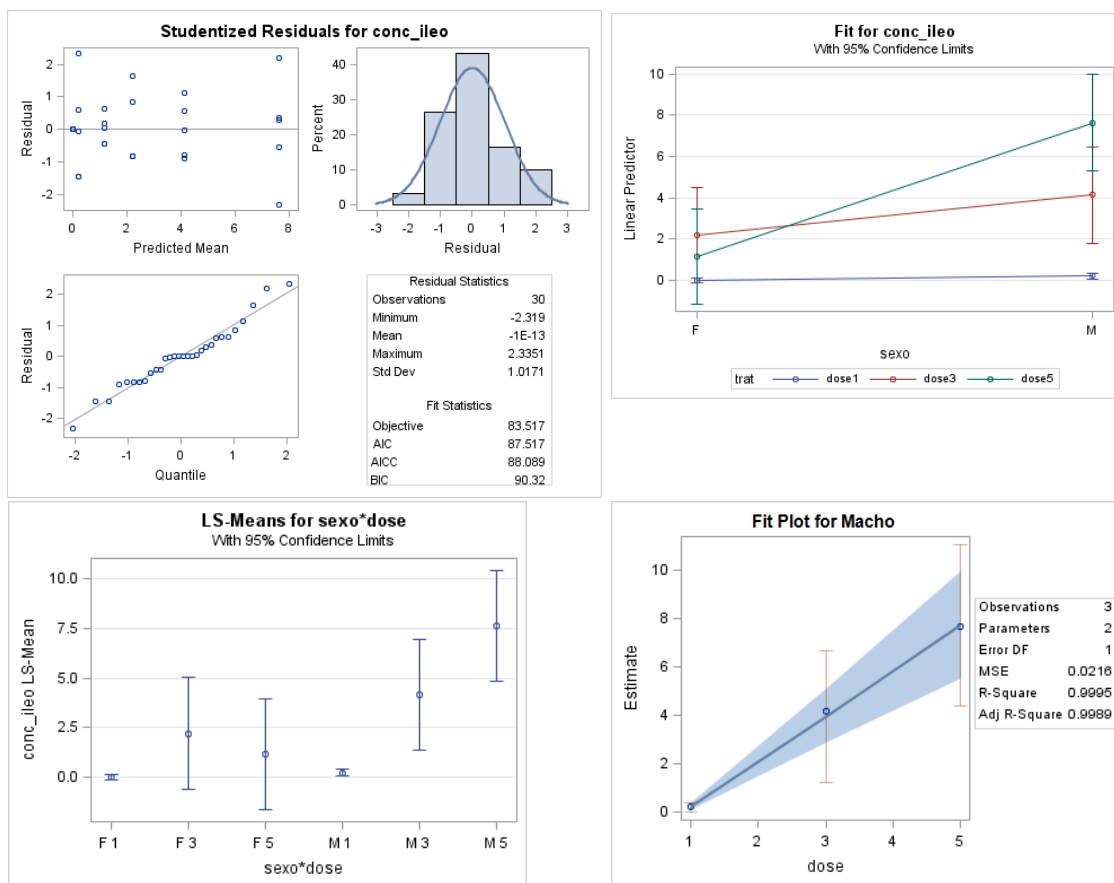 Studentized Residuals for conc_ileo
2
1
0
-1
-2
Residual
0 2 4 6 8
Predicted Mean
40
30
20
10
0
Percent
-3 -2 -1 0 1 2 3
Residual
2
1
0
-1
-2
Residual
-2 -1 0 1 2
Quantile
Residual Statistics
Observations 30
Minimum -2.319
Mean -1E-13
Maximum 2.3351
Std Dev 1.0171
Fit Statistics
Objective 83.517
AIC 87.517
AICC 88.089
BIC 90.32
Fit for conc_ileo
With 95% Confidence Limits
10
8
6
4
2
0
Linear Predictor
F M
sexo
trat dose1 dose3 dose5
LS-Means for sexo*dose
With 95% Confidence Limits
10.0
7.5
5.0
2.5
0.0
conc_ileo LS-Mean
F 1 F 3 F 5 M 1 M 3 M 5
sexo*dose
Fit Plot for Macho
10
8
6
4
2
0
Estimate
1 2 3 4 5
dose
Observations 3
Parameters 2
Error DF 1
MSE 0.0216
R-Square 0.9995
Adj R-Square 0.9989